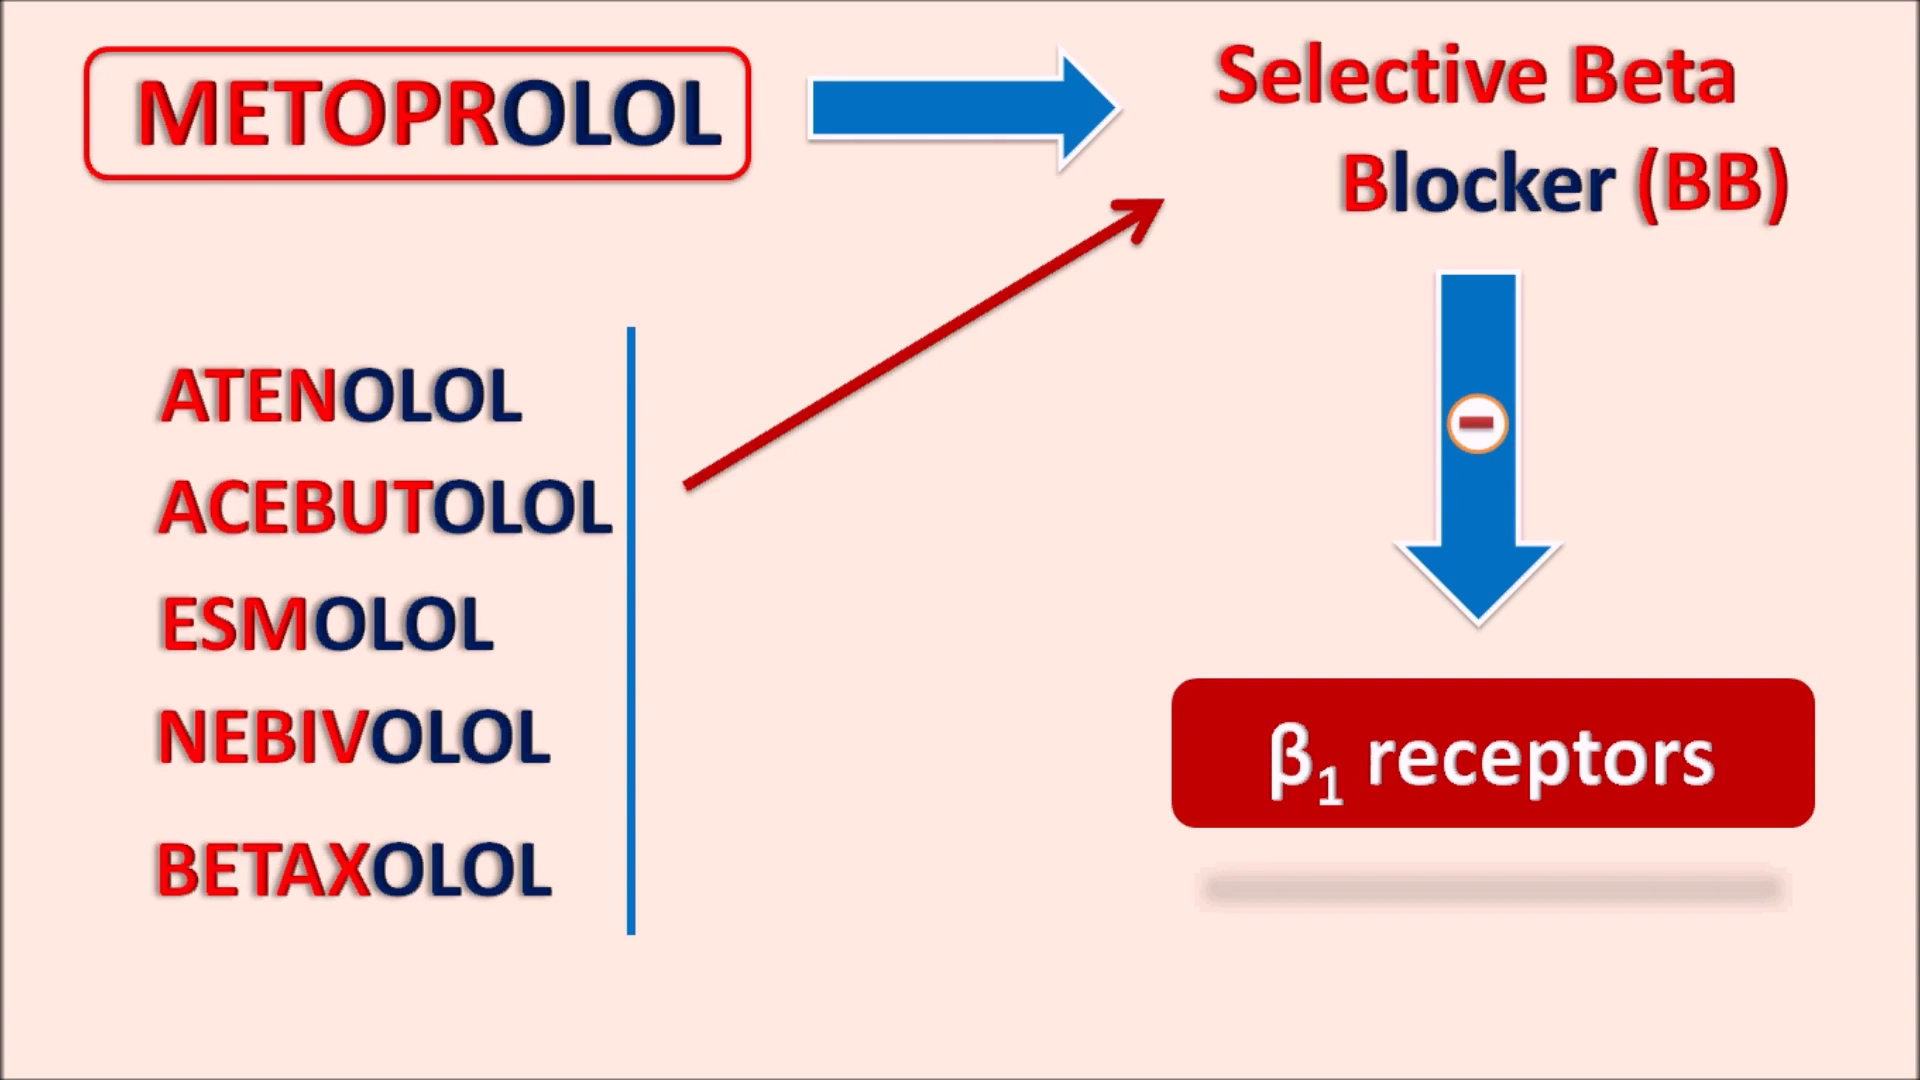 METOPROLOL
Selective Beta
Blocker (BB)
ATENOLOL
ACEBUTOLOL
ESMOLOL
NEBIVOLOL
BETAXOLOL
β₁ receptors